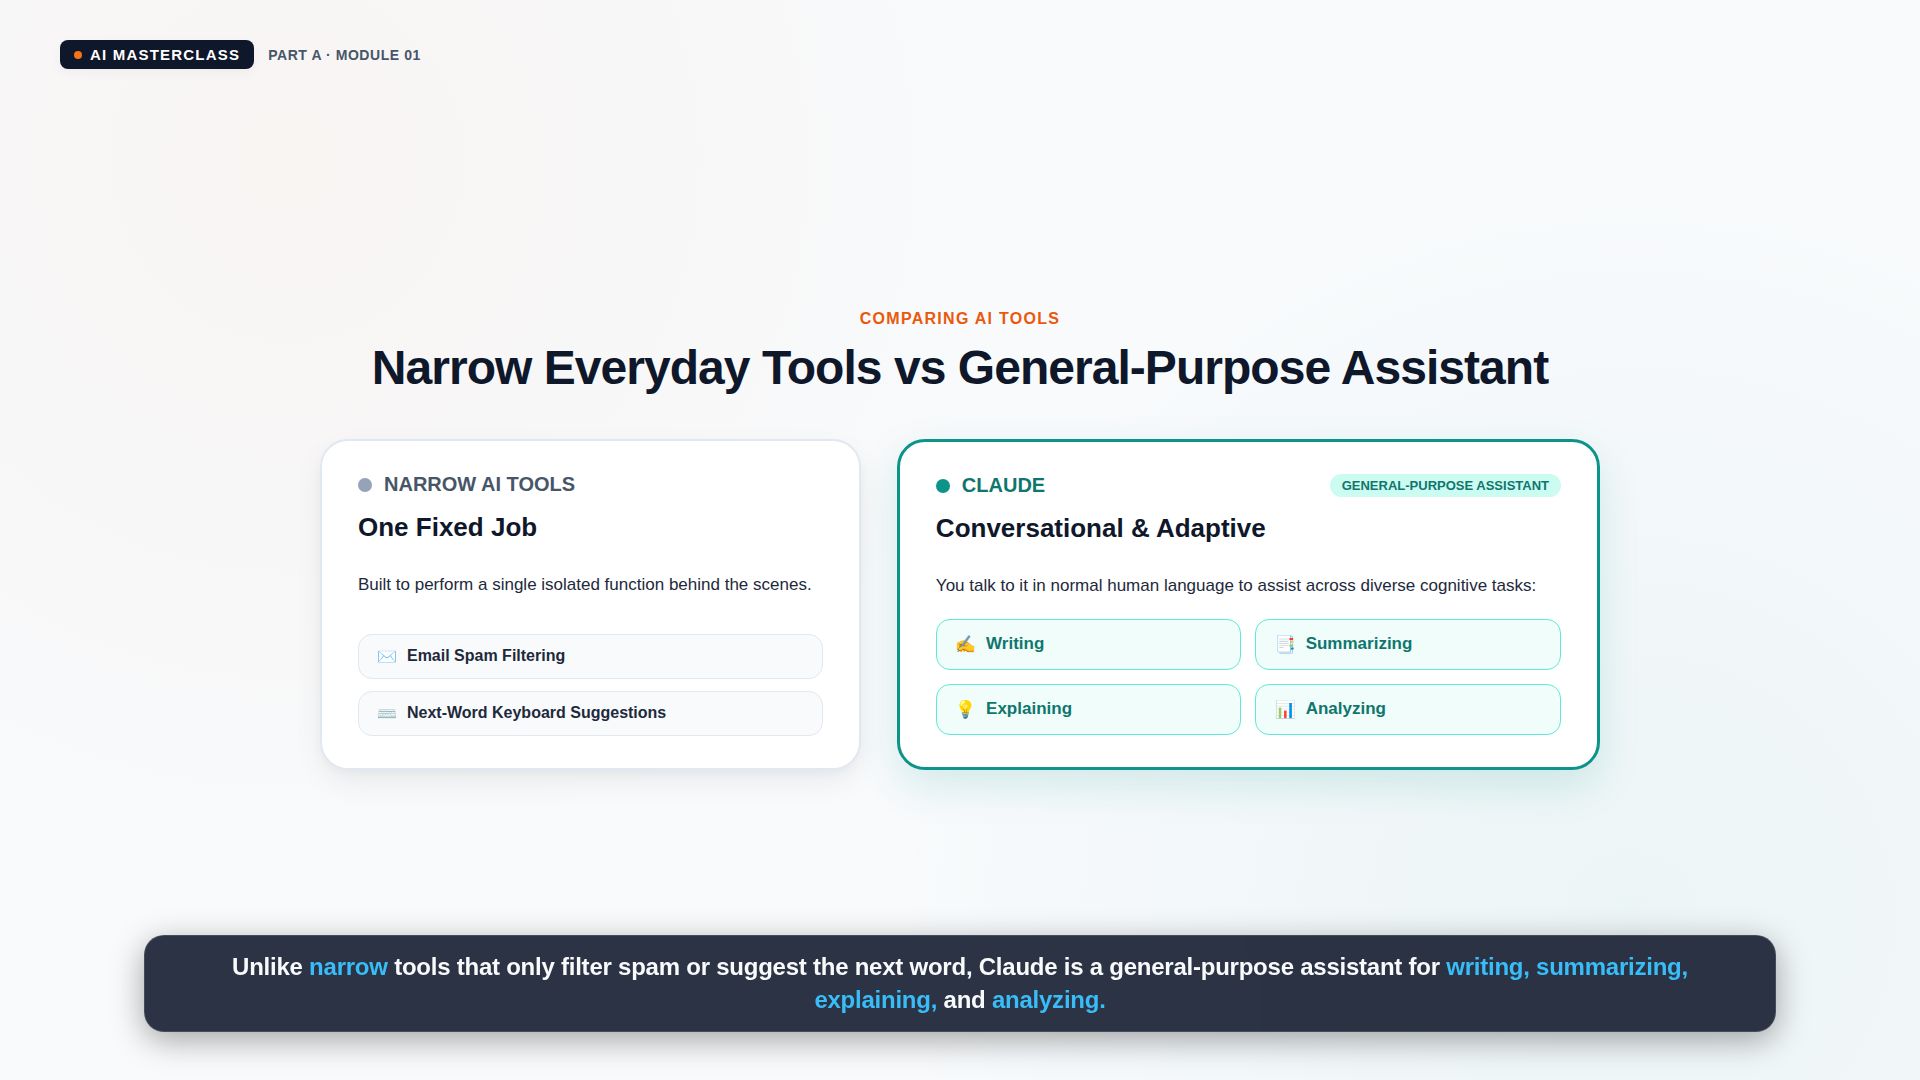 AI MASTERCLASS
PART A · MODULE 01
COMPARING AI TOOLS
Narrow Everyday Tools vs General-Purpose Assistant
NARROW AI TOOLS
One Fixed Job
Built to perform a single isolated function behind the scenes.
Email Spam Filtering
Next-Word Keyboard Suggestions
CLAUDE
GENERAL-PURPOSE ASSISTANT
Conversational & Adaptive
You talk to it in normal human language to assist across diverse cognitive tasks:
Writing
Summarizing
Explaining
Analyzing
Unlike narrow tools that only filter spam or suggest the next word, Claude is a general-purpose assistant for writing, summarizing,
explaining, and analyzing.